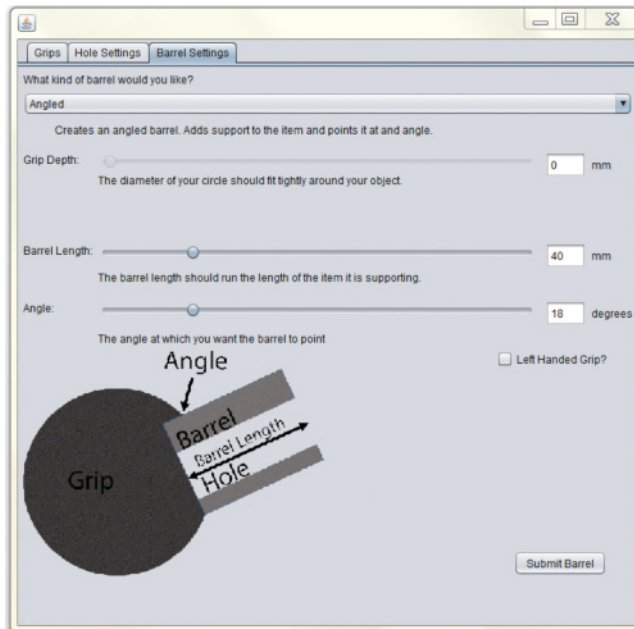 Grips Hole Settings Barrel Settings
What kind of barrel would you like?
Angled
Creates an angled barrel. Adds support to the item and points it at and angle.
Grip Depth: 0 mm
The diameter of your circle should fit tightly around your object.
Barrel Length: 40 mm
The barrel length should run the length of the item it is supporting.
Angle: 18 degrees
The angle at which you want the barrel to point
Left Handed Grip?
Angle
Barrel
Barrel Length
Grip
Hole
Submit Barrel